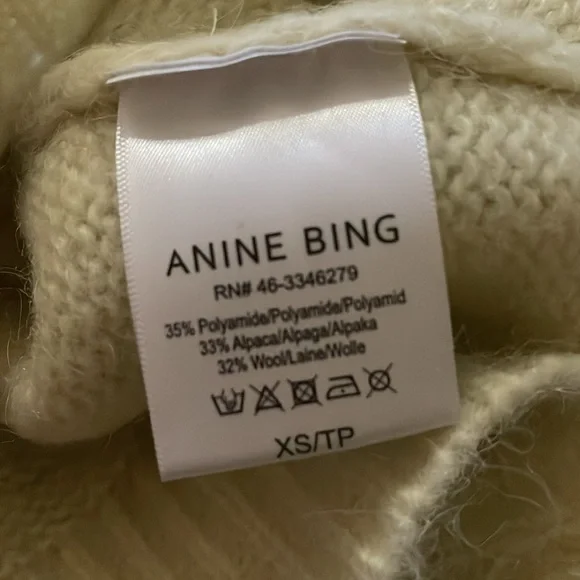 ANINE BING
RN# 46-3346279
35% Polyamide/Polyamide/Polyamid
33% Alpaca/Alpaga/Alpaka
32% Wool/Laine/Wolle
XS/TP